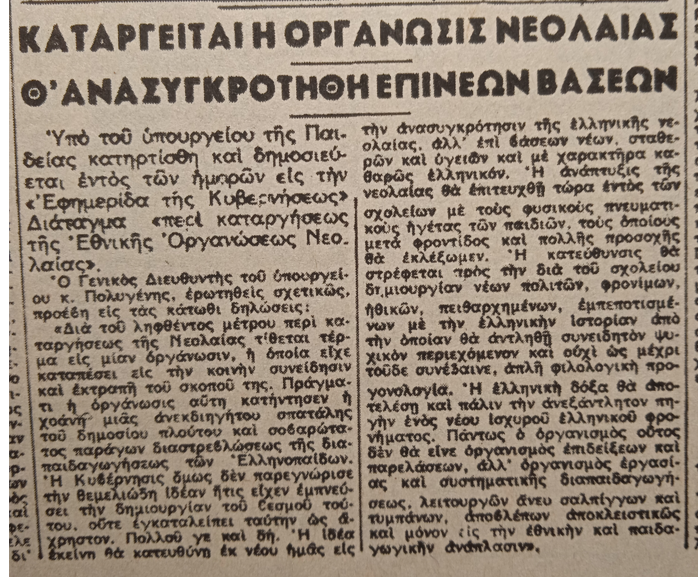 ΚΑΤΑΡΓΕΙΤΑΙ Η ΟΡΓΑΝΩΣΙΣ ΝΕΟΛΑΙΑΣ
Θ' ΑΝΑΣΥΓΚΡΟΤΗΘΗ ΕΠΙ ΝΕΩΝ ΒΑΣΕΩΝ
Ὑπὸ τοῦ ὑπουργείου τῆς Παι-
δείας κατηρτίσθη καὶ δημοσιεύ-
εται ἐντὸς τῶν ἡμερῶν εἰς τὴν
«Ἐφημερίδα τῆς Κυβερνήσεως»
Διάταγμα «περὶ καταργήσεως
τῆς Ἐθνικῆς Ὀργανώσεως Νεο-
λαίας».
Ὁ Γενικὸς Διευθυντὴς τοῦ ὑπουργεί-
ου κ. Πολυγένης, ἐρωτηθεὶς σχετικῶς,
προέβη εἰς τὰς κάτωθι δηλώσεις:
«Διὰ τοῦ ληφθέντος μέτρου περὶ κα-
ταργήσεως τῆς Νεολαίας τίθεται τέρ-
μα εἰς μίαν ὀργάνωσιν, ἡ ὁποία εἶχε
καταπέσει εἰς τὴν κοινὴν συνείδησιν
καὶ ἐκτραπῆ τοῦ σκοποῦ της. Πράγμα-
τι ἡ ὀργάνωσις αὕτη κατήντησεν ἡ
χοάνη μιᾶς ἀνεκδιηγήτου σπατάλης
τοῦ δημοσίου πλούτου καὶ σοβαρώτα-
τος παράγων διαστρεβλώσεως τῆς δια-
παιδαγωγήσεως τῶν Ἑλληνοπαίδων.
Ἡ Κυβέρνησις ὅμως δὲν παρεγνώρισε
τὴν θεμελιώδη ἰδέαν ἥτις εἶχεν ἐμπνεύ-
σει τὴν δημιουργίαν τοῦ θεσμοῦ τού-
του, οὔτε ἐγκαταλείπει ταύτην ὡς ἄ-
χρηστον. Πολλοῦ γε καὶ δή. Ἡ ἰδέα
ἐκείνη θὰ κατευθύνη ἐκ νέου ἡμᾶς εἰς
τὴν ἀνασυγκρότησιν τῆς ἑλληνικῆς νε-
ολαίας, ἀλλ' ἐπὶ βάσεων νέων, σταθε-
ρῶν καὶ ὑγειῶν καὶ μὲ χαρακτῆρα κα-
θαρῶς ἑλληνικόν. Ἡ ἀνάπτυξις τῆς
νεολαίας θὰ ἐπιτευχθῆ τώρα ἐντὸς τῶν
σχολείων μὲ τοὺς φυσικοὺς πνευματι-
κοὺς ἡγέτας τῶν παιδιῶν, τοὺς ὁποίους
μετὰ φροντίδος καὶ πολλῆς προσοχῆς
θὰ ἐκλέξωμεν. Ἡ κατεύθυνσις θὰ
στρέφεται πρὸς τὴν διὰ τοῦ σχολείου
δημιουργίαν νέων πολιτῶν, φρονίμων,
ἠθικῶν, πειθαρχημένων, ἐμπεποτισμέ-
νων μὲ τὴν ἑλληνικὴν ἱστορίαν ἀπὸ
τὴν ὁποίαν θὰ ἀντληθῆ συνειδητὸν ψυ-
χικὸν περιεχόμενον καὶ οὐχὶ ὡς μέχρι
τοῦδε συνέβαινε, ἁπλῆ φιλολογικὴ προ-
γονολογία. Ἡ ἑλληνικὴ δόξα θὰ ἀπο-
τελέση καὶ πάλιν τὴν ἀνεξάντλητον πη-
γὴν ἑνὸς νέου ἰσχυροῦ ἑλληνικοῦ φρο-
νήματος. Πάντως ὁ ὀργανισμὸς οὗτος
δὲν θὰ εἶνε ὀργανισμὸς ἐπιδείξεων καὶ
παρελάσεων, ἀλλ' ὀργανισμὸς ἐργασί-
ας καὶ συστηματικῆς διαπαιδαγωγή-
σεως, λειτουργῶν ἄνευ σαλπίγγων καὶ
τυμπάνων, ἀποβλέπων ἀποκλειστικῶς
καὶ μόνον εἰς τὴν ἐθνικὴν καὶ παιδα-
γωγικὴν ἀνάπλασιν».